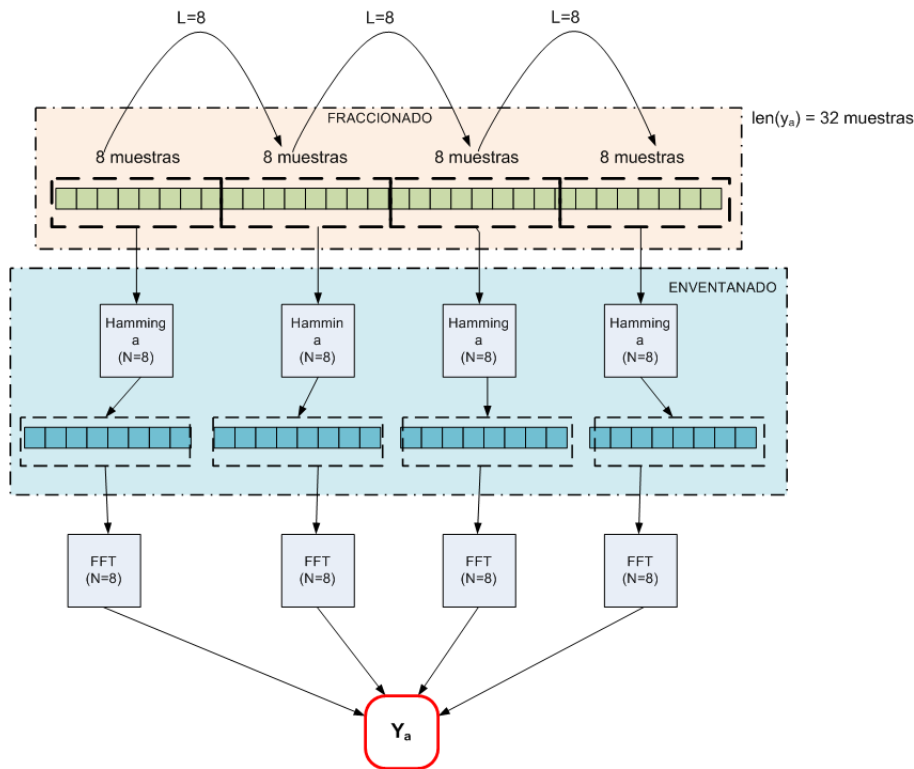 L=8
L=8
L=8
FRACCIONADO
len(yₐ) = 32 muestras
8 muestras
8 muestras
8 muestras
8 muestras
ENVENTANADO
Hamming
a
(N=8)
Hammin
a
(N=8)
Hamming
a
(N=8)
Hamming
a
(N=8)
FFT
(N=8)
FFT
(N=8)
FFT
(N=8)
FFT
(N=8)
Yₐ